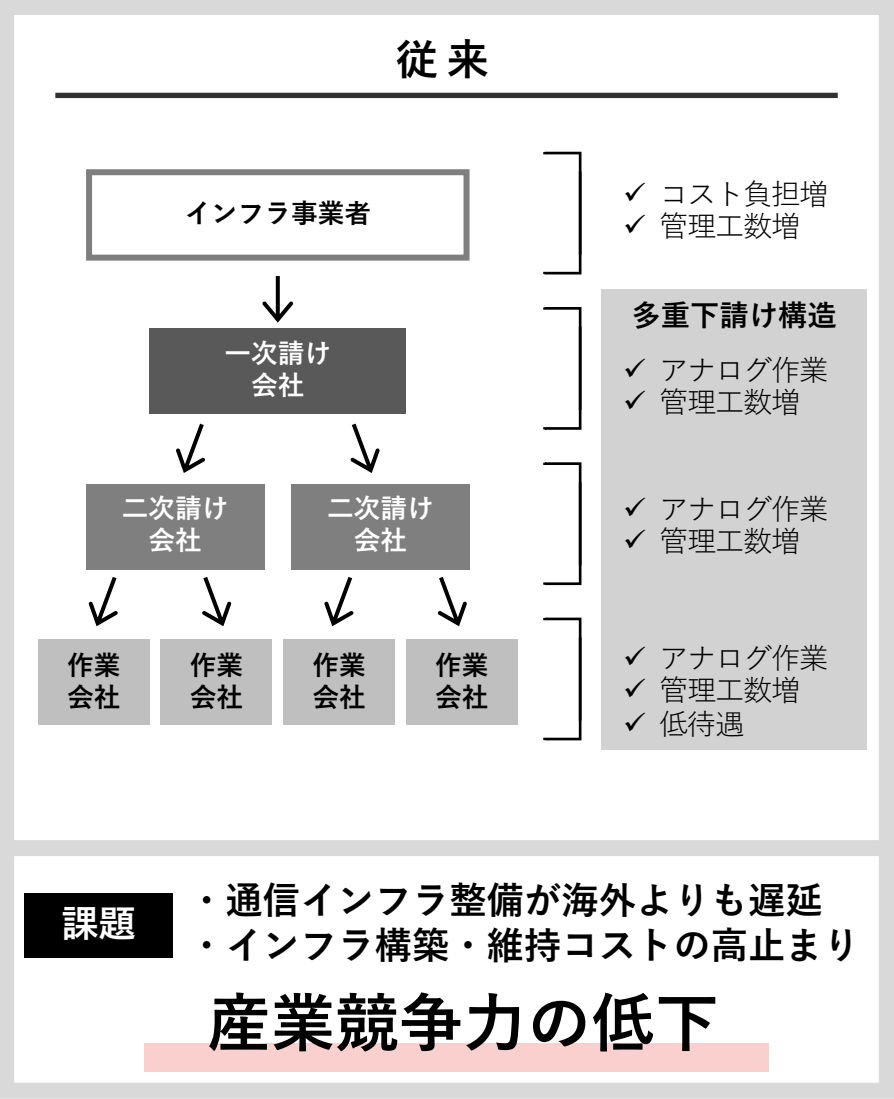 従来
インフラ事業者
✓ コスト負担増
✓ 管理工数増
多重下請け構造
一次請け
会社
✓ アナログ作業
✓ 管理工数増
二次請け
会社
二次請け
会社
✓ アナログ作業
✓ 管理工数増
作業
会社
作業
会社
作業
会社
作業
会社
✓ アナログ作業
✓ 管理工数増
✓ 低待遇
課題
・通信インフラ整備が海外よりも遅延
・インフラ構築・維持コストの高止まり
産業競争力の低下